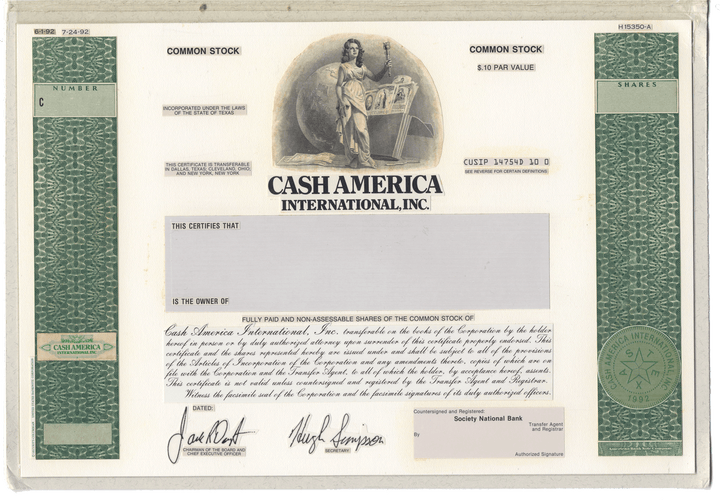 6-1-92 7-24-92
H15350-A
COMMON STOCK
COMMON STOCK
$.10 PAR VALUE
NUMBER
C
SHARES
INCORPORATED UNDER THE LAWS
OF THE STATE OF TEXAS
THIS CERTIFICATE IS TRANSFERABLE
IN DALLAS, TEXAS; CLEVELAND, OHIO;
AND NEW YORK, NEW YORK
CUSIP 14754D 10 0
SEE REVERSE FOR CERTAIN DEFINITIONS
CASH AMERICA
INTERNATIONAL, INC.
THIS CERTIFIES THAT
IS THE OWNER OF
FULLY PAID AND NON-ASSESSABLE SHARES OF THE COMMON STOCK OF
Cash America International, Inc. transferable on the books of the Corporation by the holder
hereof in person or by duly authorized attorney upon surrender of this certificate properly endorsed. This
certificate and the shares represented hereby are issued under and shall be subject to all of the provisions
of the Articles of Incorporation of the Corporation and any amendments thereto, copies of which are on
file with the Corporation and the Transfer Agent, to all of which the holder, by acceptance hereof, assents.
This certificate is not valid unless countersigned and registered by the Transfer Agent and Registrar.
Witness the facsimile seal of the Corporation and the facsimile signatures of its duly authorized officers.
CASH AMERICA
INTERNATIONAL, INC.
DATED:
CHAIRMAN OF THE BOARD AND
CHIEF EXECUTIVE OFFICER
Hugh Simpson
SECRETARY
Countersigned and Registered:
Society National Bank
Transfer Agent
and Registrar
By
Authorized Signature
CASH AMERICA INTERNATIONAL, INC.
TEXAS